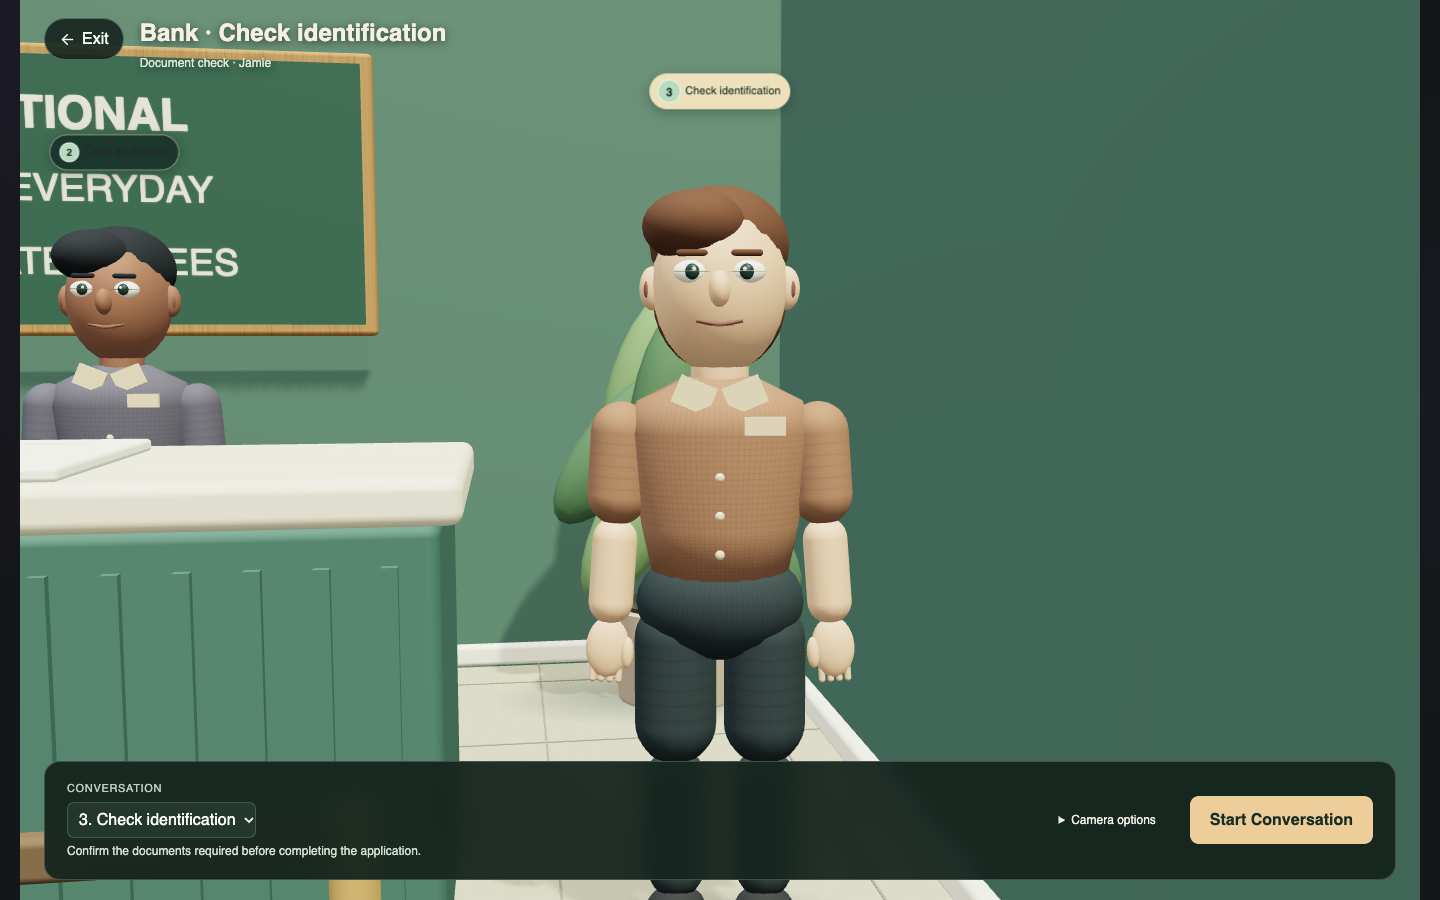 ← Exit
Bank · Check identification
Document check · Jamie
3 Check identification
TIONAL
2
EVERYDAY
EES
CONVERSATION
3. Check identification
Confirm the documents required before completing the application.
Camera options
Start Conversation